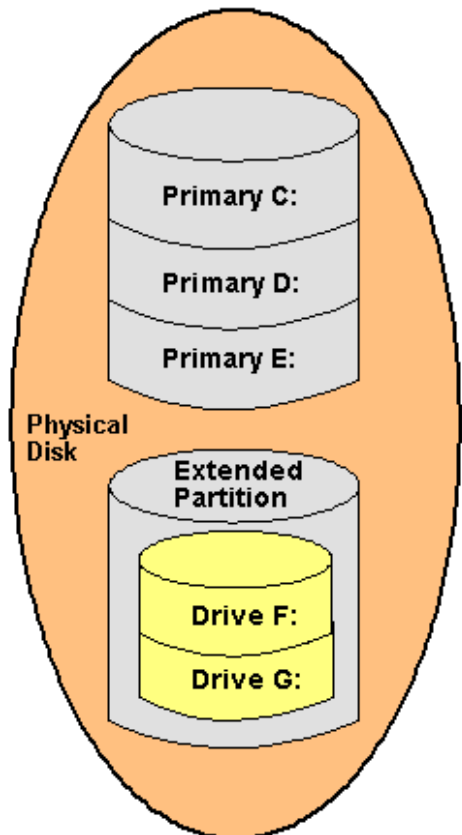 Primary C:
Primary D:
Primary E:
Physical
Disk
Extended
Partition
Drive F:
Drive G: